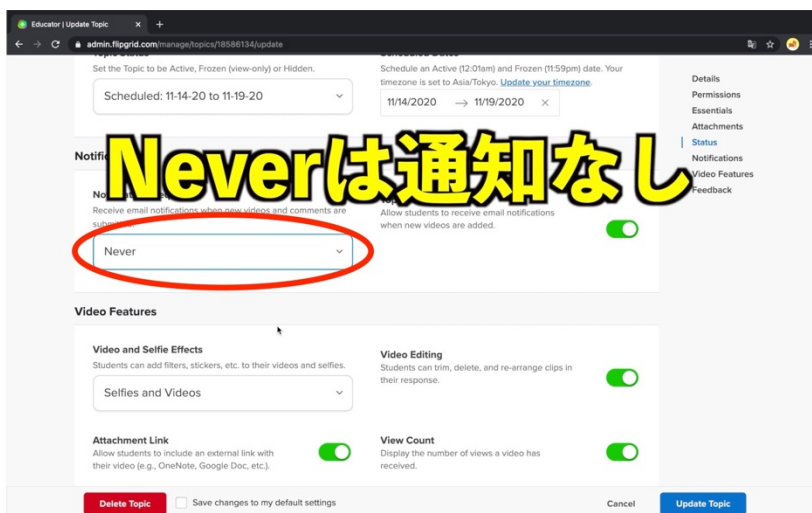 Educator | Update Topic
admin.flipgrid.com/manage/topics/18586134/update
Set the Topic to be Active, Frozen (view-only) or Hidden.
Scheduled: 11-14-20 to 11-19-20
Schedule an Active (12:01am) and Frozen (11:59pm) date. Your
timezone is set to Asia/Tokyo. Update your timezone.
11/14/2020 → 11/19/2020 ×
Details
Permissions
Essentials
Attachments
Status
Notifications
Video Features
Feedback
Neverは通知なし
Receive email notifications when new videos and comments are
Never
Allow students to receive email notifications
when new videos are added.
Video Features
Video and Selfie Effects
Students can add filters, stickers, etc. to their videos and selfies.
Selfies and Videos
Video Editing
Students can trim, delete, and re-arrange clips in
their response.
Attachment Link
Allow students to include an external link with
their video (e.g., OneNote, Google Doc, etc.).
View Count
Display the number of views a video has
received.
Delete Topic
Save changes to my default settings
Cancel
Update Topic